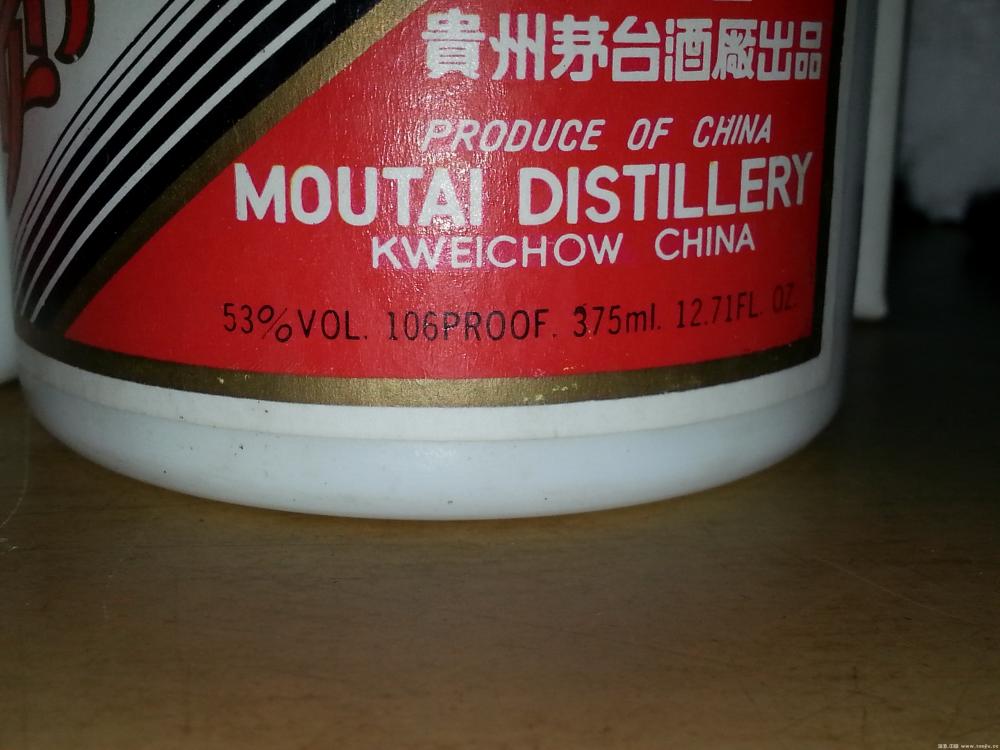 貴州茅台酒廠出品
PRODUCE OF CHINA
MOUTAI DISTILLERY
KWEICHOW CHINA
53%VOL. 106PROOF. 375ml. 12.71FL. OZ.